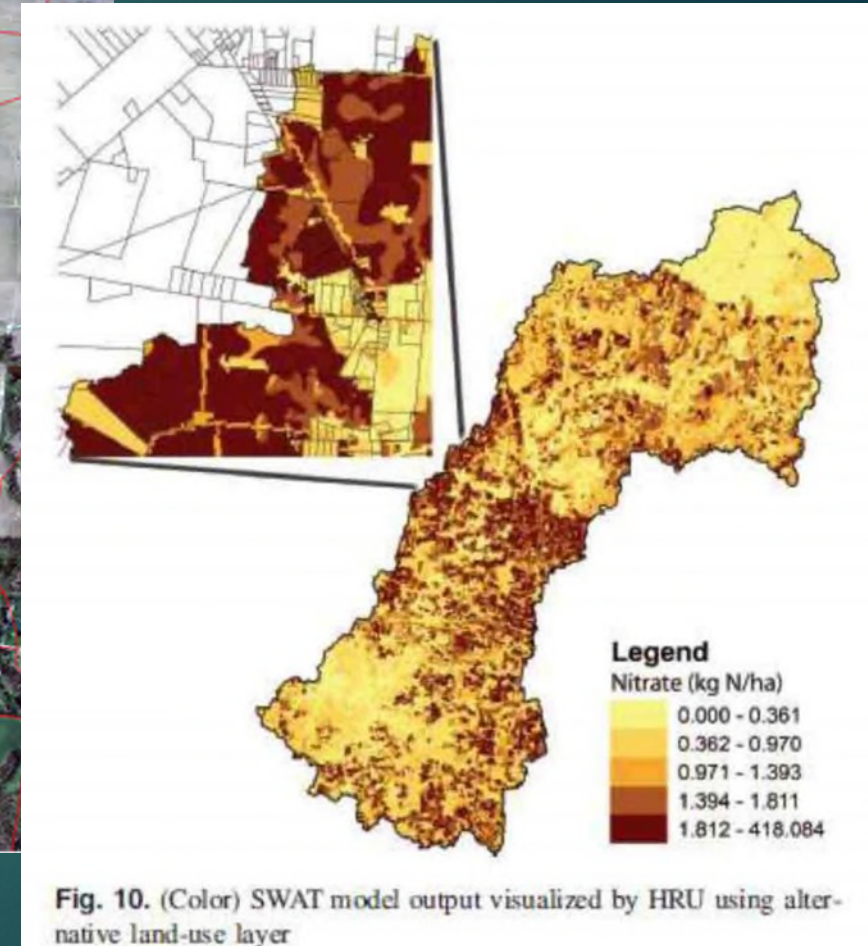 Legend
Nitrate (kg N/ha)
0.000 - 0.361
0.362 - 0.970
0.971 - 1.393
1.394 - 1.811
1.812 - 418.084
Fig. 10. (Color) SWAT model output visualized by HRU using alter-
native land-use layer